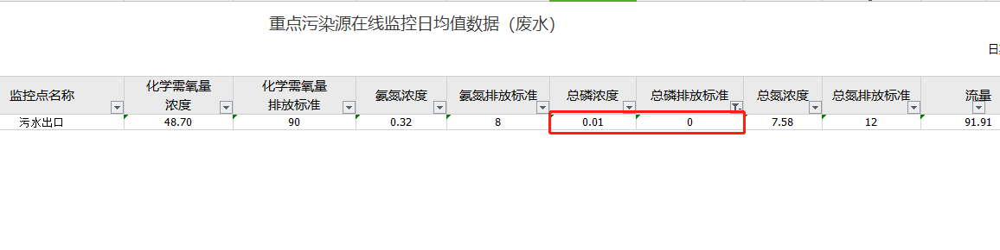 重点污染源在线监控日均值数据（废水）
监控点名称
化学需氧量
浓度
化学需氧量
排放标准
氨氮浓度
氨氮排放标准
总磷浓度
总磷排放标准
总氮浓度
总氮排放标准
流量
污水出口
48.70
90
0.32
8
0.01
0
7.58
12
91.91